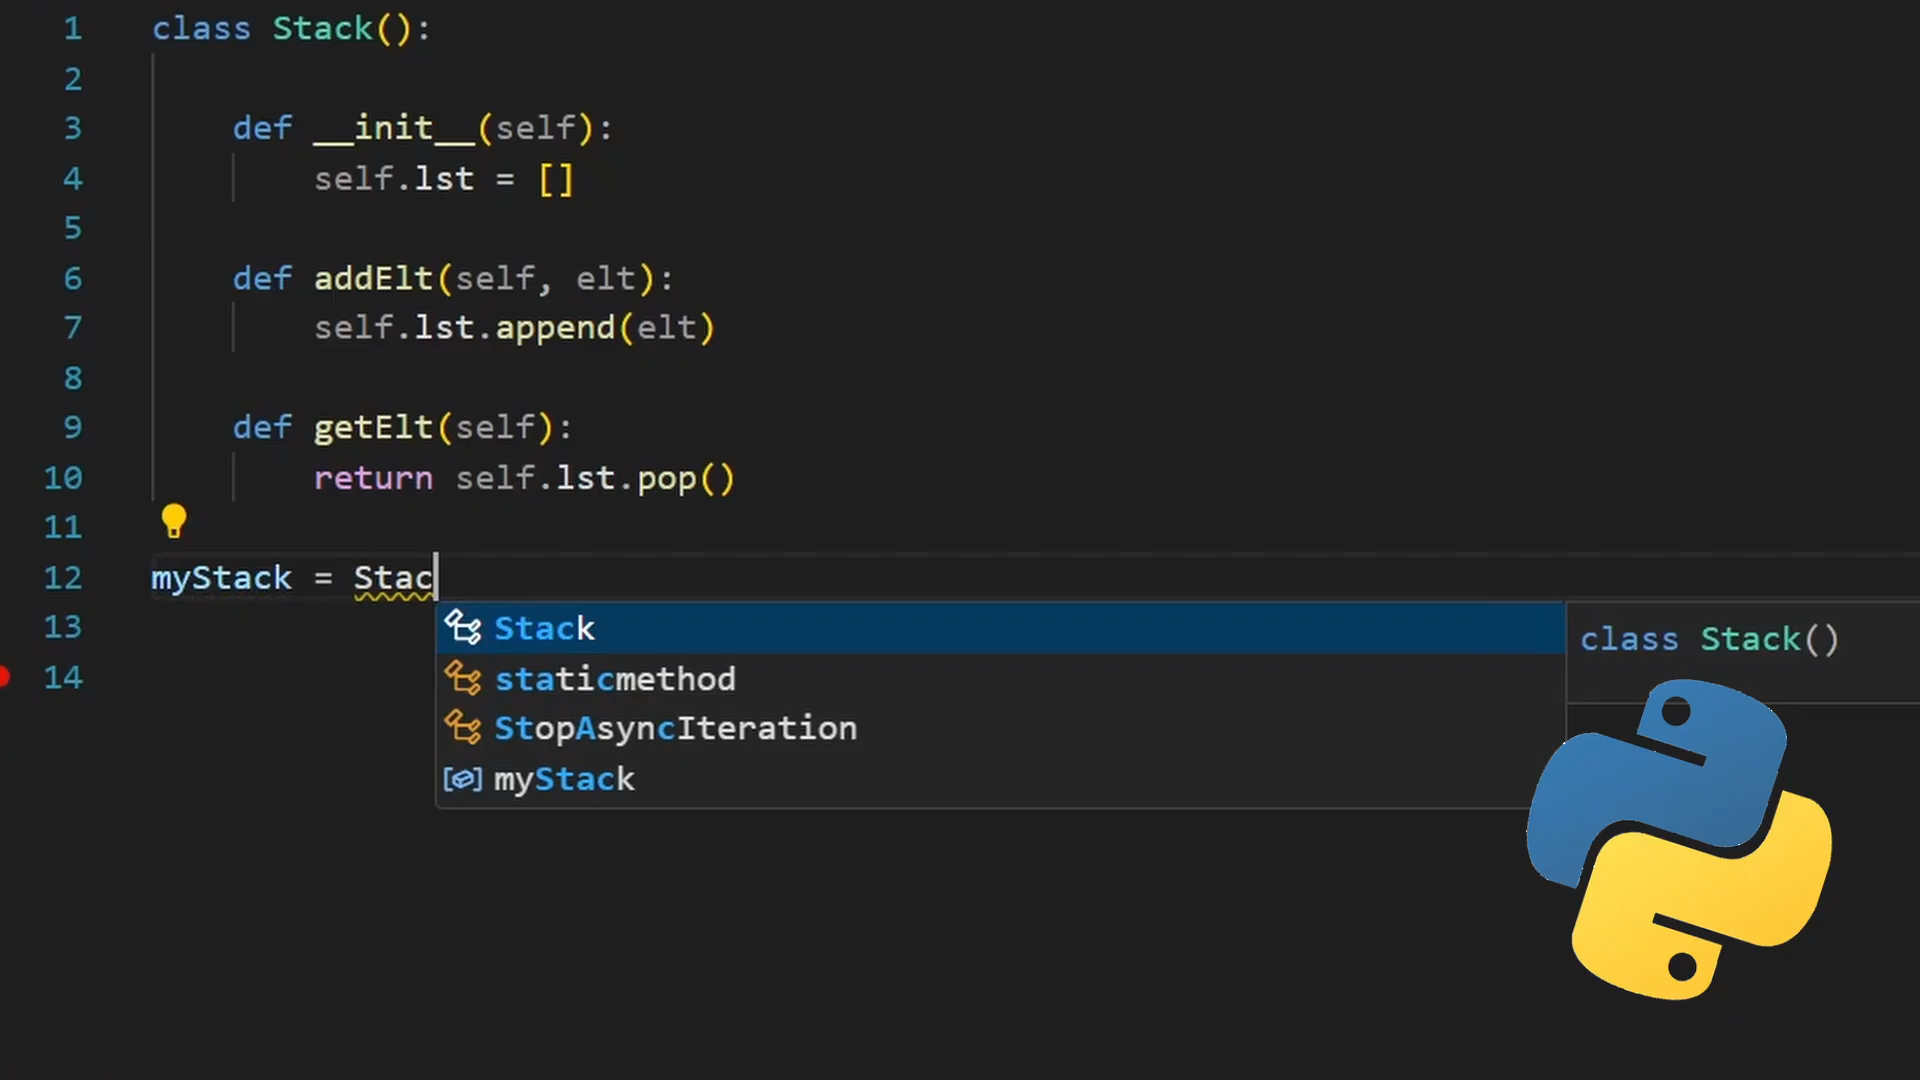 1 class Stack():
2
3 def __init__(self):
4 self.lst = []
5
6 def addElt(self, elt):
7 self.lst.append(elt)
8
9 def getElt(self):
10 return self.lst.pop()
11
12 myStack = Stac
13 Stack class Stack()
14 staticmethod
StopAsyncIteration
myStack